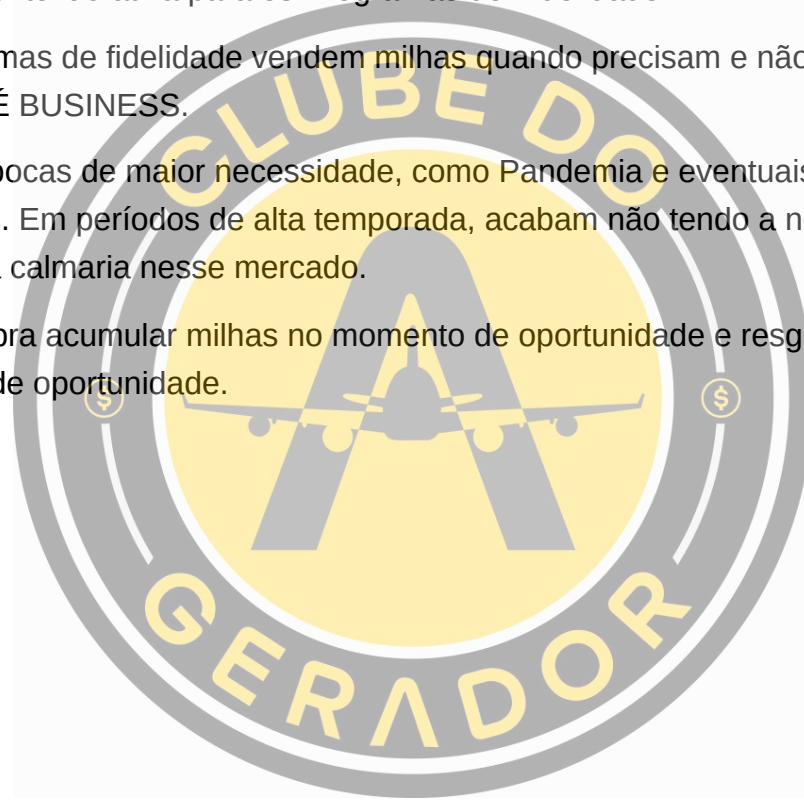 mas de fidelidade vendem milhas quando precisam e não
É BUSINESS.
ocas de maior necessidade, como Pandemia e eventuais
. Em períodos de alta temporada, acabam não tendo a n
calmaria nesse mercado.
ora acumular milhas no momento de oportunidade e resg
de oportunidade.
CLUBE DO
$ $
GERADOR